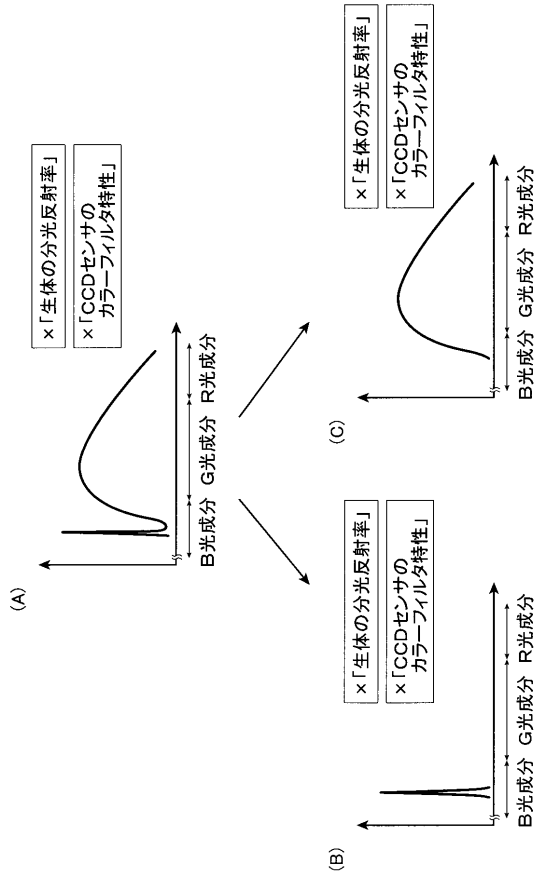 (A)
×「生体の分光反射率」
×「CCDセンサの
カラーフィルタ特性」
B光成分 G光成分 R光成分
(B)
×「生体の分光反射率」
×「CCDセンサの
カラーフィルタ特性」
B光成分 G光成分 R光成分
(C)
×「生体の分光反射率」
×「CCDセンサの
カラーフィルタ特性」
B光成分 G光成分 R光成分